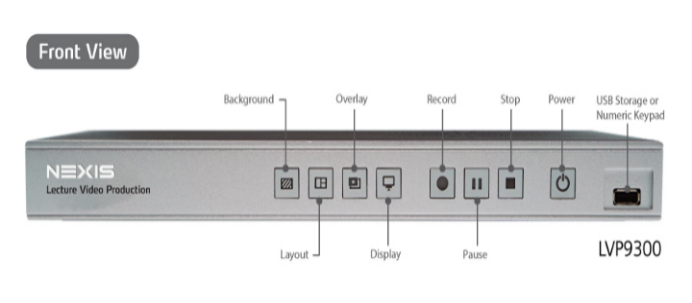 Front View
Background
Overlay
Record
Stop
Power
USB Storage or
Numeric Keypad
NEXIS
Lecture Video Production
Layout
Display
Pause
LVP9300